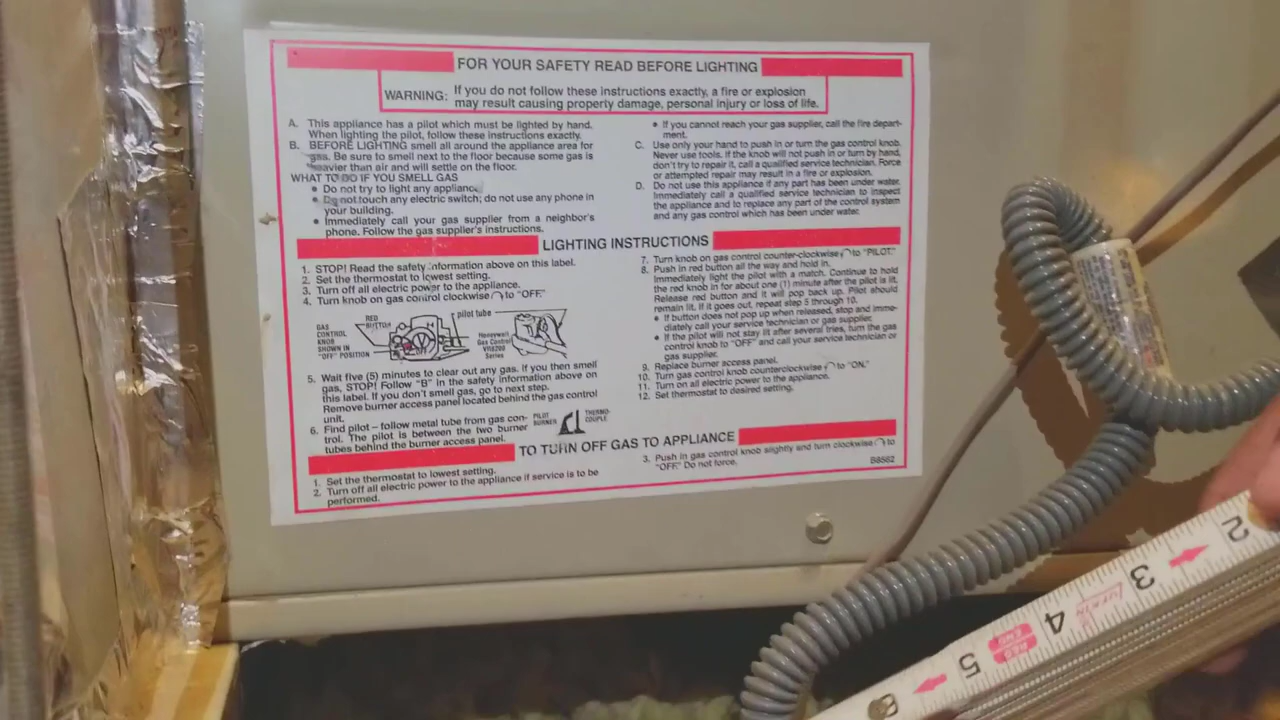 FOR YOUR SAFETY READ BEFORE LIGHTING
WARNING: If you do not follow these instructions exactly, a fire or explosion
may result causing property damage, personal injury or loss of life.
A. This appliance has a pilot which must be lighted by hand.
When lighting the pilot, follow these instructions exactly.
B. BEFORE LIGHTING smell all around the appliance area for
gas. Be sure to smell next to the floor because some gas is
heavier than air and will settle on the floor.
WHAT TO DO IF YOU SMELL GAS
• Do not try to light any appliance.
• Do not touch any electric switch; do not use any phone in
your building.
• Immediately call your gas supplier from a neighbor's
phone. Follow the gas supplier's instructions.
• If you cannot reach your gas supplier, call the fire depart-
ment.
C. Use only your hand to push in or turn the gas control knob.
Never use tools. If the knob will not push in or turn by hand,
don't try to repair it, call a qualified service technician. Force
or attempted repair may result in a fire or explosion.
D. Do not use this appliance if any part has been under water.
Immediately call a qualified service technician to inspect
the appliance and to replace any part of the control system
and any gas control which has been under water.
LIGHTING INSTRUCTIONS
1. STOP! Read the safety information above on this label.
2. Set the thermostat to lowest setting.
3. Turn off all electric power to the appliance.
4. Turn knob on gas control clockwise to "OFF."
GAS
CONTROL
KNOB
SHOWN IN
"OFF" POSITION
RED
BUTTON
pilot tube
Honeywell
Gas Control
VR8200
Series
5. Wait five (5) minutes to clear out any gas. If you then smell
gas, STOP! Follow "B" in the safety information above on
this label. If you don't smell gas, go to next step.
Remove burner access panel located behind the gas control
unit.
6. Find pilot – follow metal tube from gas con-
trol. The pilot is between the two burner
tubes behind the burner access panel.
PILOT
BURNER
THERMO-
COUPLE
7. Turn knob on gas control counter-clockwise to "PILOT."
8. Push in red button all the way and hold in.
Immediately light the pilot with a match. Continue to hold
the red knob in for about one (1) minute after the pilot is lit.
Release red button and it will pop back up. Pilot should
remain lit. If it goes out, repeat step 5 through 10.
• If button does not pop up when released, stop and imme-
diately call your service technician or gas supplier.
• If the pilot will not stay lit after several tries, turn the gas
control knob to "OFF" and call your service technician or
gas supplier.
9. Replace burner access panel.
10. Turn gas control knob counterclockwise to "ON."
11. Turn on all electric power to the appliance.
12. Set thermostat to desired setting.
TO TURN OFF GAS TO APPLIANCE
1. Set the thermostat to lowest setting.
2. Turn off all electric power to the appliance if service is to be
performed.
3. Push in gas control knob slightly and turn clockwise to
"OFF." Do not force.
B8562
2
3
LUFKIN
4
RED
END
5
6